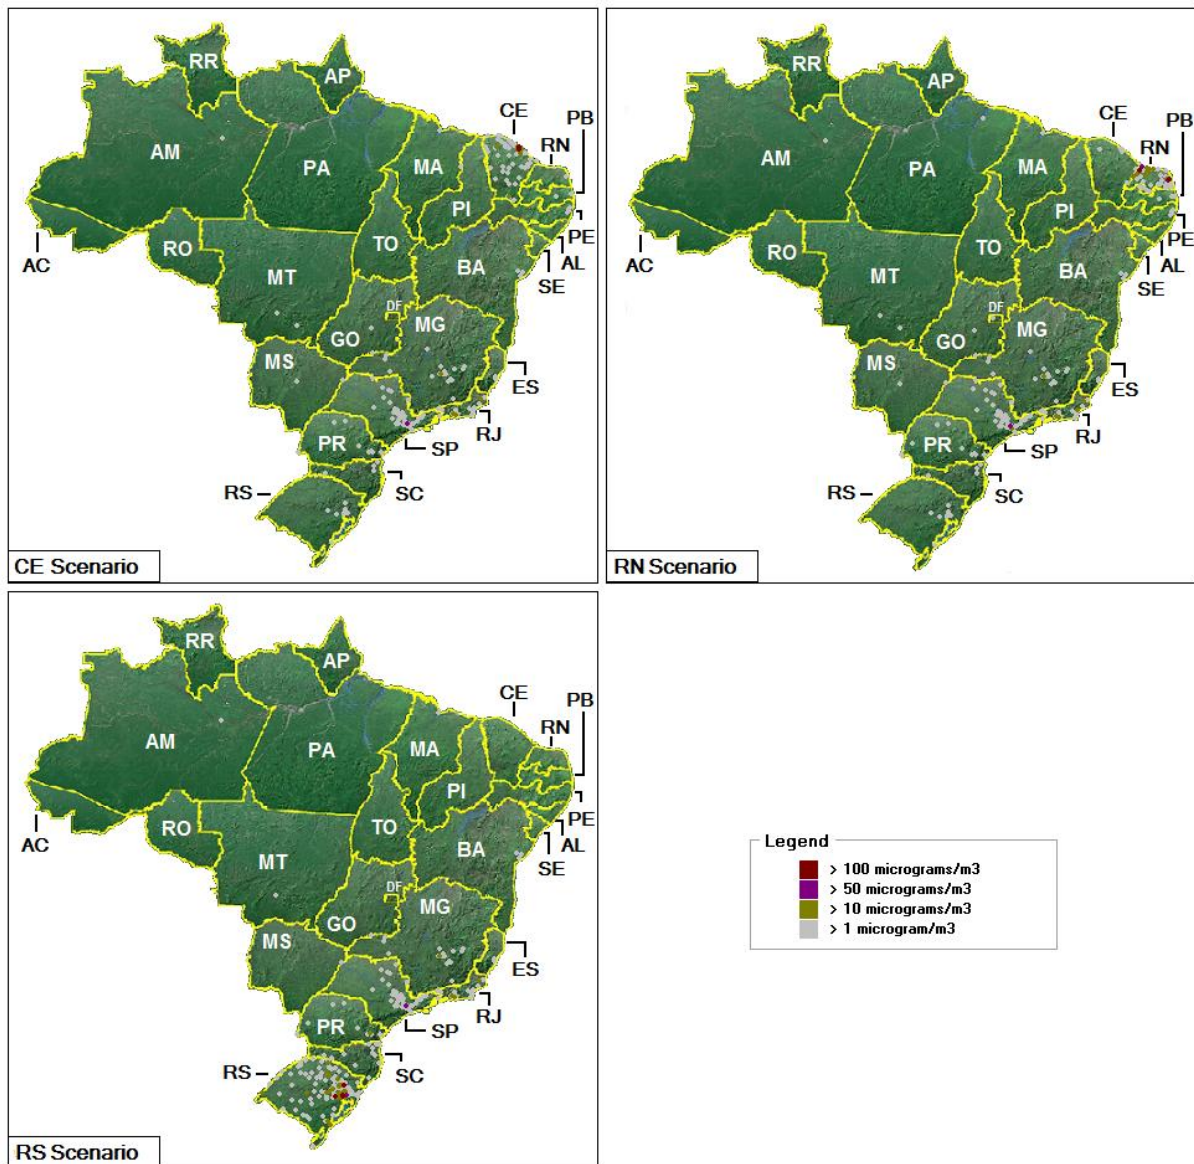 RR
AP
CE
PB
AM
PA
MA
RN
PI
AC
RO
TO
PE
MT
BA
AL
SE
DF
GO
MG
MS
ES
PR
RJ
SP
RS
SC
CE Scenario
RR
AP
CE
PB
RN
AM
PA
MA
PI
PE
AC
RO
TO
AL
MT
BA
SE
DF
GO
MG
MS
ES
PR
RJ
SP
RS
SC
RN Scenario
RR
AP
CE
PB
RN
AM
PA
MA
PI
PE
AC
RO
TO
AL
MT
BA
SE
DF
GO
MG
MS
ES
PR
RJ
SP
RS
SC
RS Scenario
Legend
> 100 micrograms/m3
> 50 micrograms/m3
> 10 micrograms/m3
> 1 microgram/m3